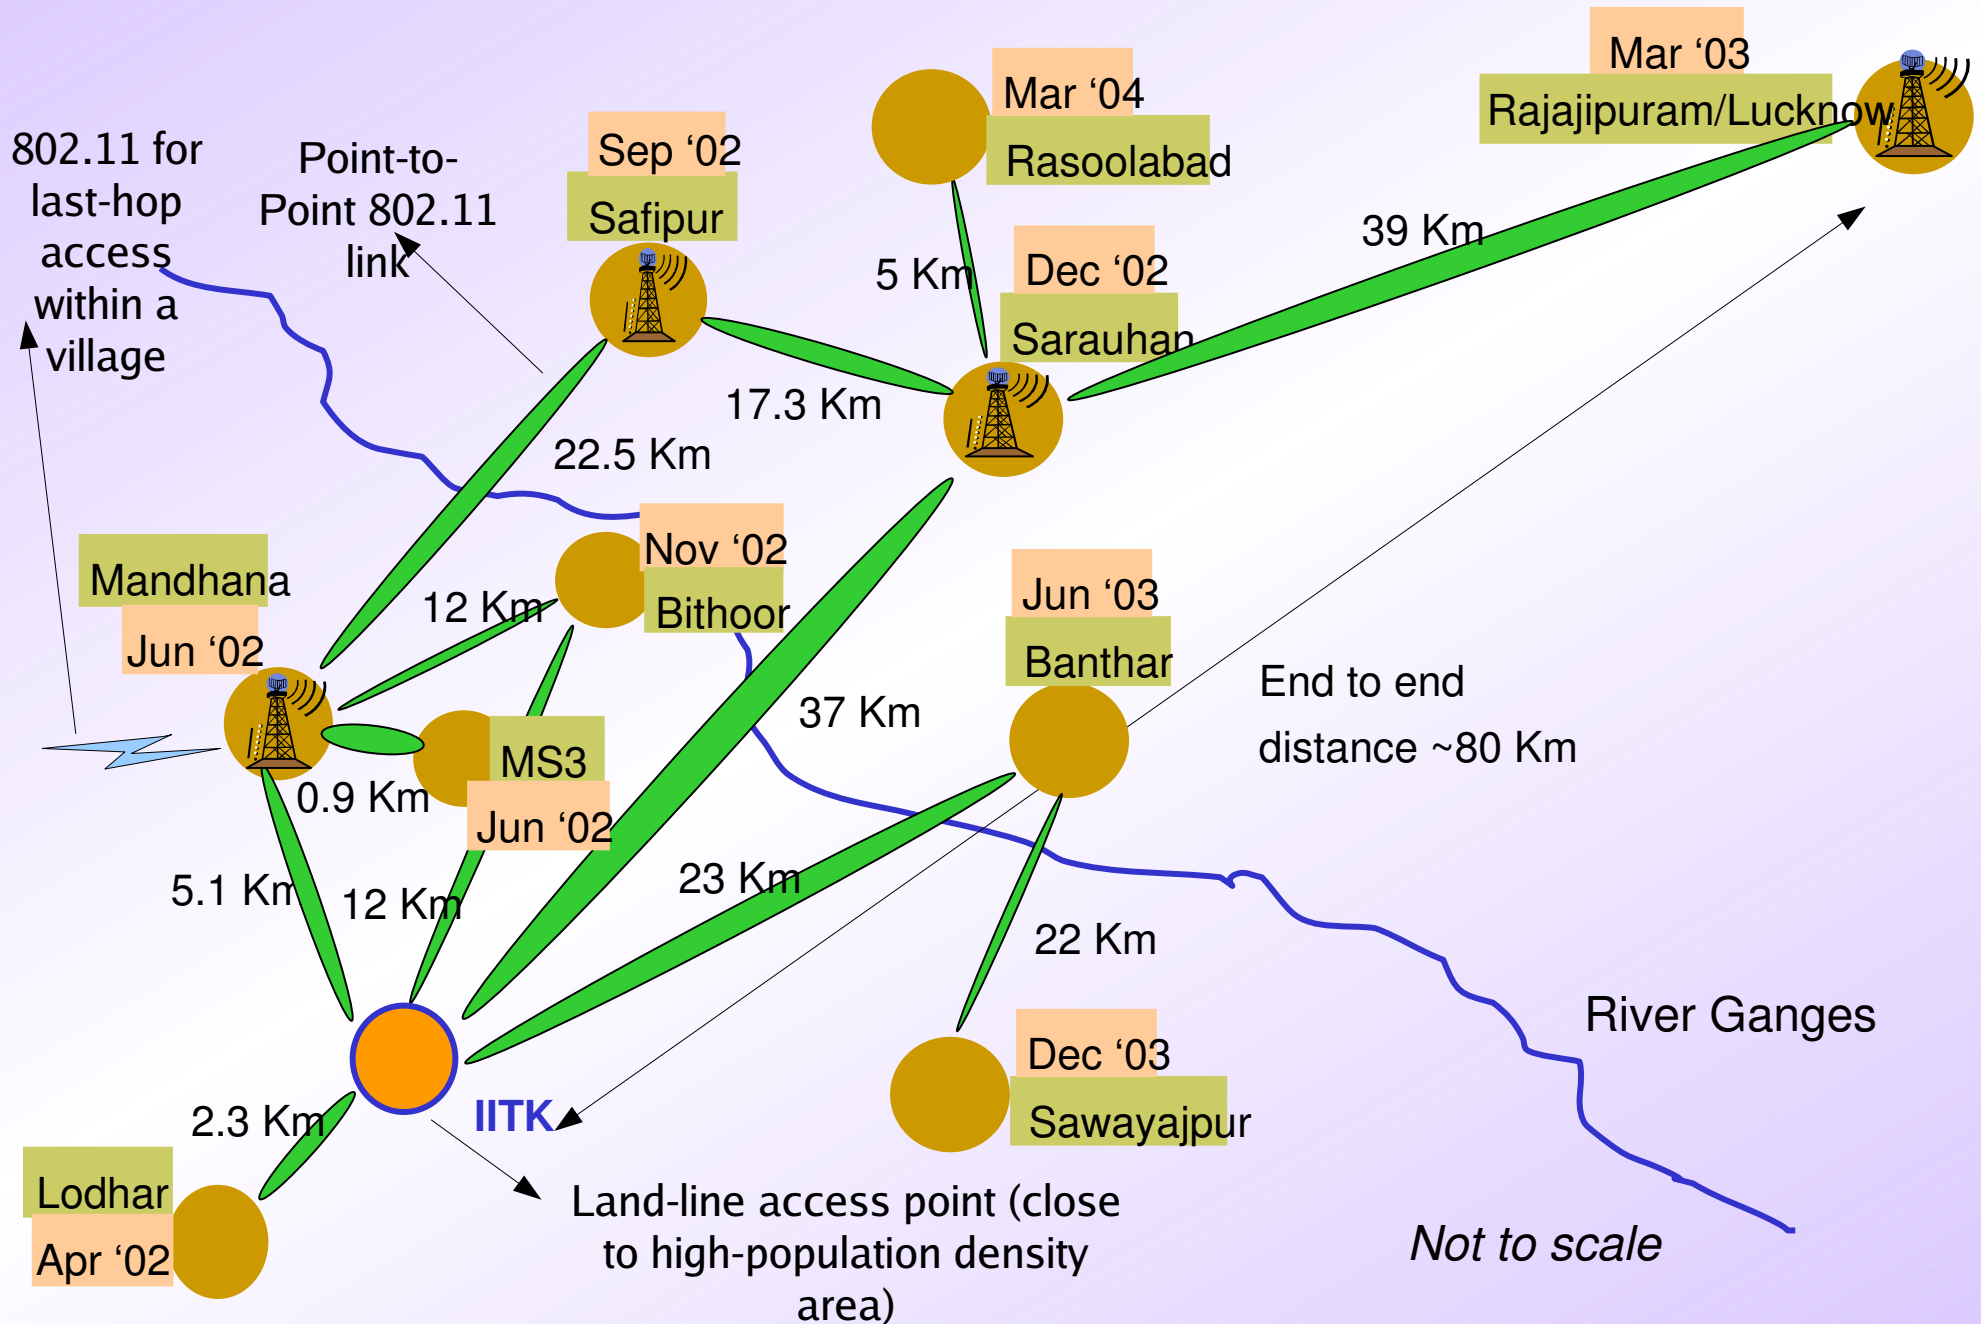 Mar ‘03
Rajajipuram/Lucknow
Mar ‘04
Rasoolabad
Sep ‘02
Safipur
802.11 for
last-hop
access
within a
village
Point-to-
Point 802.11
link
39 Km
5 Km
Dec ‘02
Sarauhan
17.3 Km
22.5 Km
Nov ‘02
Bithoor
Mandhana
Jun ‘02
12 Km
Jun ‘03
Banthar
End to end
distance ~80 Km
37 Km
MS3
Jun ‘02
0.9 Km
5.1 Km
12 Km
23 Km
22 Km
River Ganges
Dec ‘03
Sawayajpur
IITK
2.3 Km
Lodhar
Apr ‘02
Land-line access point (close
to high-population density
area)
Not to scale